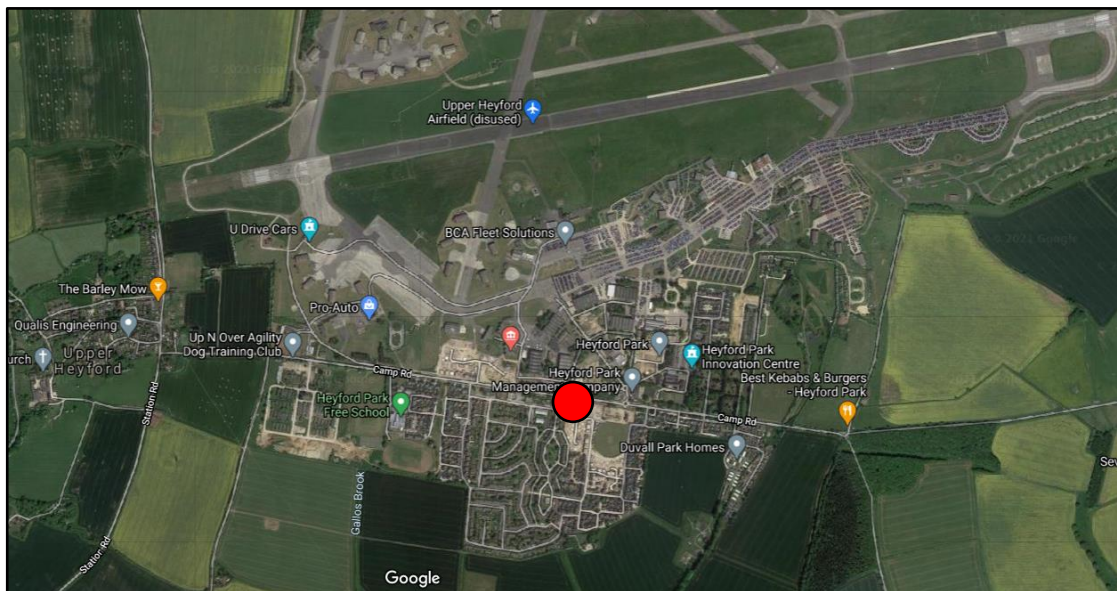 Upper Heyford
Airfield (disused)
U Drive Cars
BCA Fleet Solutions
The Barley Mow
Pro-Auto
Qualis Engineering
Up N Over Agility
Dog Training Club
Heyford Park
Heyford Park
Innovation Centre
urch
Upper
Heyford
Camp Rd
Heyford Park
Management Company
Best Kebabs & Burgers
- Heyford Park
Station Rd
Heyford Park
Free School
Camp Rd
Duvall Park Homes
Sev
Gallos Brook
Station Rd
Google